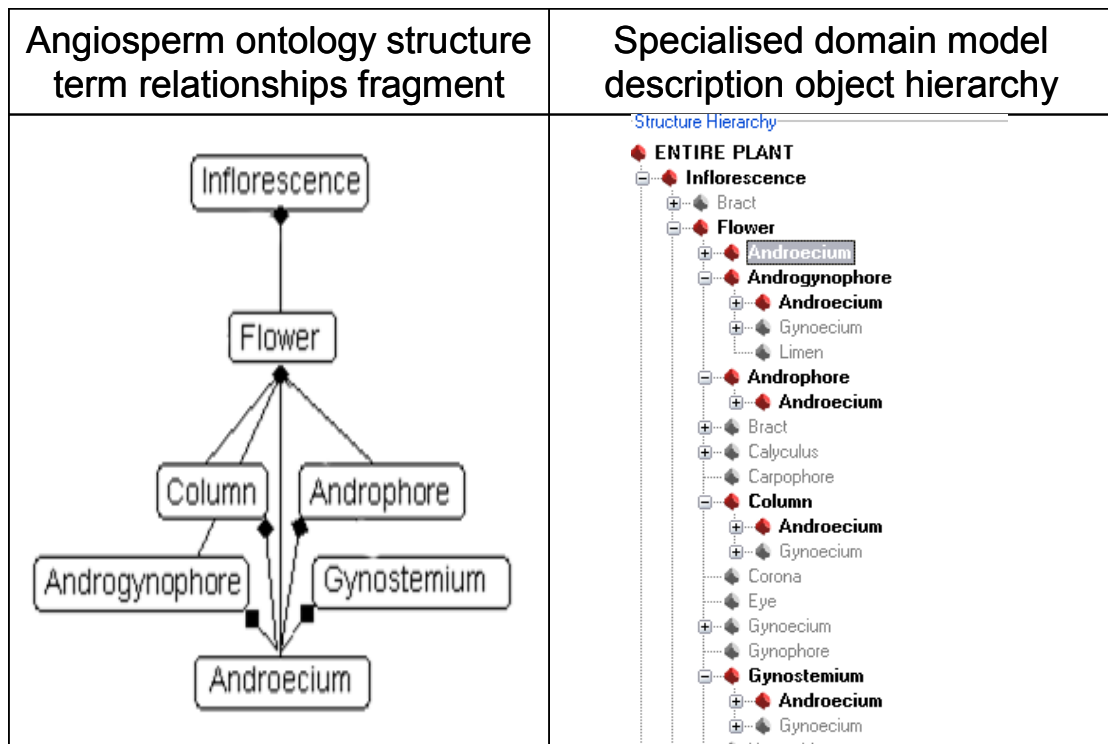 Angiosperm ontology structure
term relationships fragment
Specialised domain model
description object hierarchy
Inflorescence
Flower
Column
Androphore
Androgynophore
Gynostemium
Androecium
Structure Hierarchy
ENTIRE PLANT
Inflorescence
Bract
Flower
Androecium
Androgynophore
Androecium
Gynoecium
Limen
Androphore
Androecium
Bract
Calyculus
Carpophore
Column
Androecium
Gynoecium
Corona
Eye
Gynoecium
Gynophore
Gynostemium
Androecium
Gynoecium